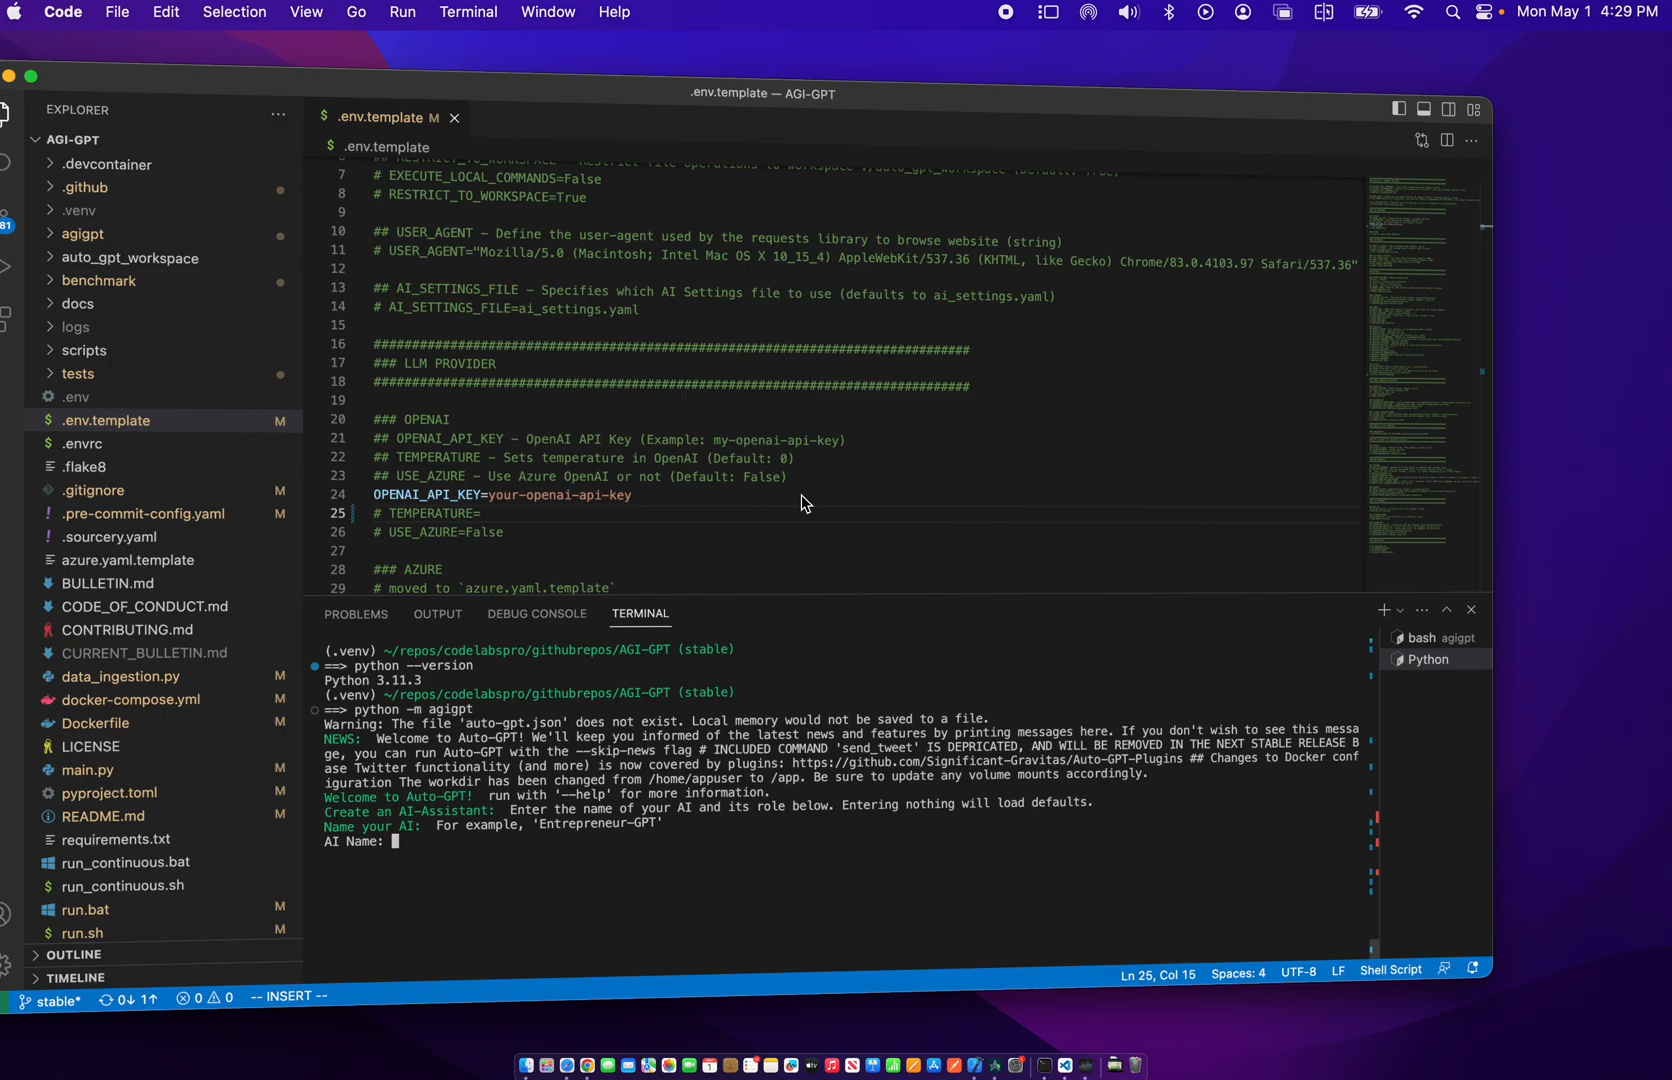 Code File Edit Selection View Go Run Terminal Window Help Mon May 1 4:29 PM
.env.template — AGI-GPT
EXPLORER
AGI-GPT
.devcontainer
.github
.venv
agigpt
auto_gpt_workspace
benchmark
docs
logs
scripts
tests
.env
.env.template M
.envrc
.flake8
.gitignore M
.pre-commit-config.yaml M
.sourcery.yaml
azure.yaml.template
BULLETIN.md
CODE_OF_CONDUCT.md
CONTRIBUTING.md
CURRENT_BULLETIN.md
data_ingestion.py M
docker-compose.yml M
Dockerfile M
LICENSE
main.py M
pyproject.toml M
README.md M
requirements.txt
run_continuous.bat
run_continuous.sh
run.bat M
run.sh M
OUTLINE
TIMELINE
81
$ .env.template M
$ .env.template
7 # EXECUTE_LOCAL_COMMANDS=False
8 # RESTRICT_TO_WORKSPACE=True
9
10 ## USER_AGENT – Define the user-agent used by the requests library to browse website (string)
11 # USER_AGENT="Mozilla/5.0 (Macintosh; Intel Mac OS X 10_15_4) AppleWebKit/537.36 (KHTML, like Gecko) Chrome/83.0.4103.97 Safari/537.36"
12
13 ## AI_SETTINGS_FILE – Specifies which AI Settings file to use (defaults to ai_settings.yaml)
14 # AI_SETTINGS_FILE=ai_settings.yaml
15
16 ################################################################################
17 ### LLM PROVIDER
18 ################################################################################
19
20 ### OPENAI
21 ## OPENAI_API_KEY – OpenAI API Key (Example: my-openai-api-key)
22 ## TEMPERATURE – Sets temperature in OpenAI (Default: 0)
23 ## USE_AZURE – Use Azure OpenAI or not (Default: False)
24 OPENAI_API_KEY=your-openai-api-key
25 # TEMPERATURE=
26 # USE_AZURE=False
27
28 ### AZURE
29 # moved to `azure.yaml.template`
PROBLEMS OUTPUT DEBUG CONSOLE TERMINAL
bash agigpt
Python
(.venv) ~/repos/codelabspro/githubrepos/AGI-GPT (stable)
==> python --version
Python 3.11.3
(.venv) ~/repos/codelabspro/githubrepos/AGI-GPT (stable)
==> python -m agigpt
Warning: The file 'auto-gpt.json' does not exist. Local memory would not be saved to a file.
NEWS: Welcome to Auto-GPT! We'll keep you informed of the latest news and features by printing messages here. If you don't wish to see this messa
ge, you can run Auto-GPT with the --skip-news flag # INCLUDED COMMAND 'send_tweet' IS DEPRICATED, AND WILL BE REMOVED IN THE NEXT STABLE RELEASE B
ase Twitter functionality (and more) is now covered by plugins: https://github.com/Significant-Gravitas/Auto-GPT-Plugins ## Changes to Docker conf
iguration The workdir has been changed from /home/appuser to /app. Be sure to update any volume mounts accordingly.
Welcome to Auto-GPT! run with '--help' for more information.
Create an AI-Assistant: Enter the name of your AI and its role below. Entering nothing will load defaults.
Name your AI: For example, 'Entrepreneur-GPT'
AI Name:
stable* 0↓ 1↑ 0 0 -- INSERT -- Ln 25, Col 15 Spaces: 4 UTF-8 LF Shell Script